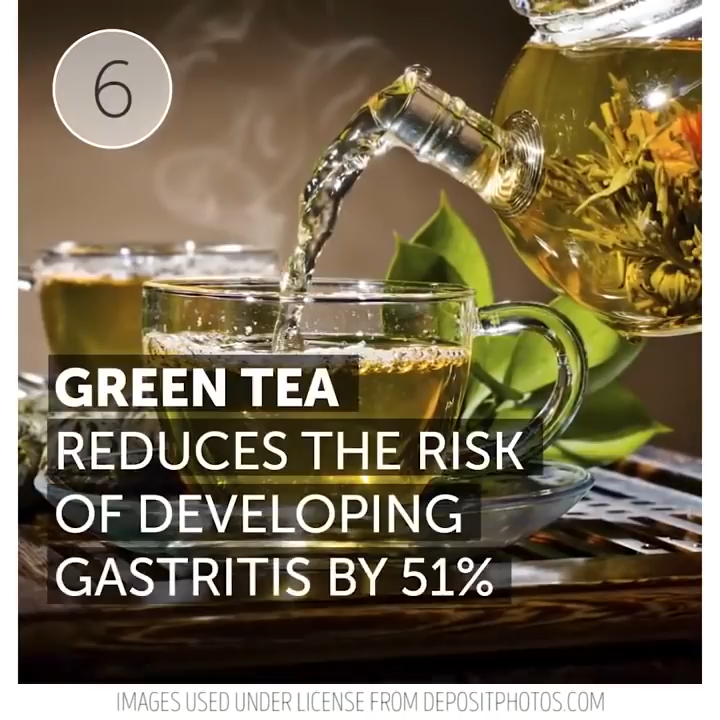 6
GREEN TEA
REDUCES THE RISK
OF DEVELOPING
GASTRITIS BY 51%
IMAGES USED UNDER LICENSE FROM DEPOSITPHOTOS.COM